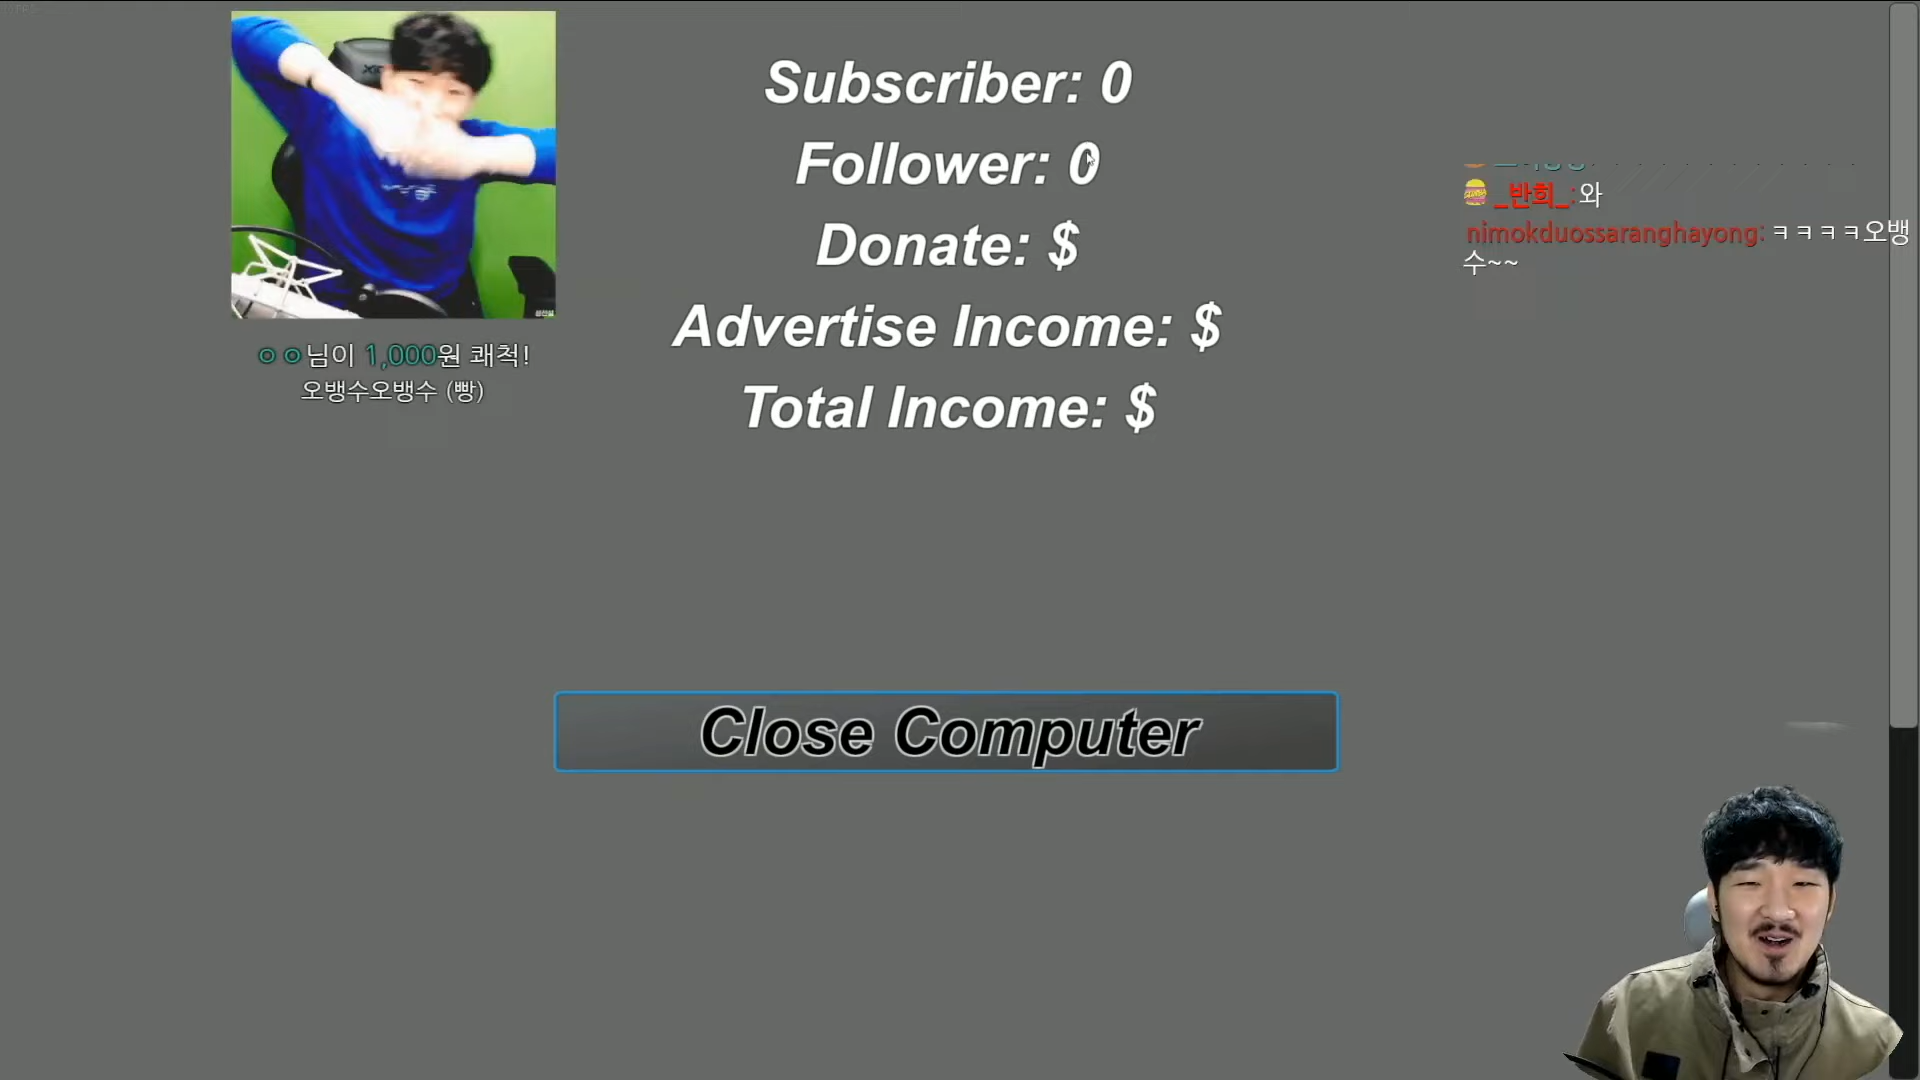 Subscriber: 0
Follower: 0
Donate: $
Advertise Income: $
Total Income: $
ㅇㅇ님이 1,000원 쾌척!
오뱅수오뱅수 (빵)
_반희_: 와
nimokduossaranghayong: ㅋㅋㅋㅋ오뱅
수~~
Close Computer